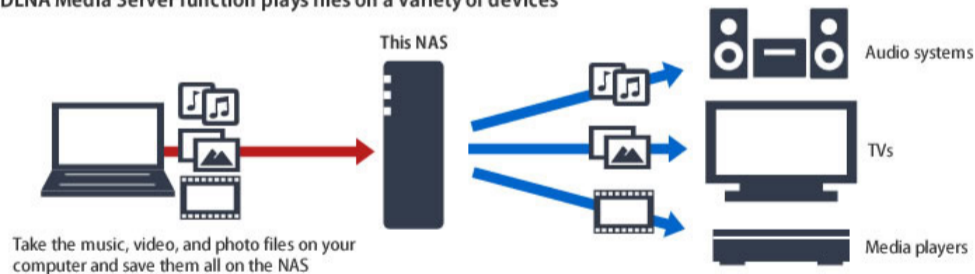 DLNA Media Server function plays files on a variety of devices
This NAS
Audio systems
TVs
Take the music, video, and photo files on your
computer and save them all on the NAS
Media players